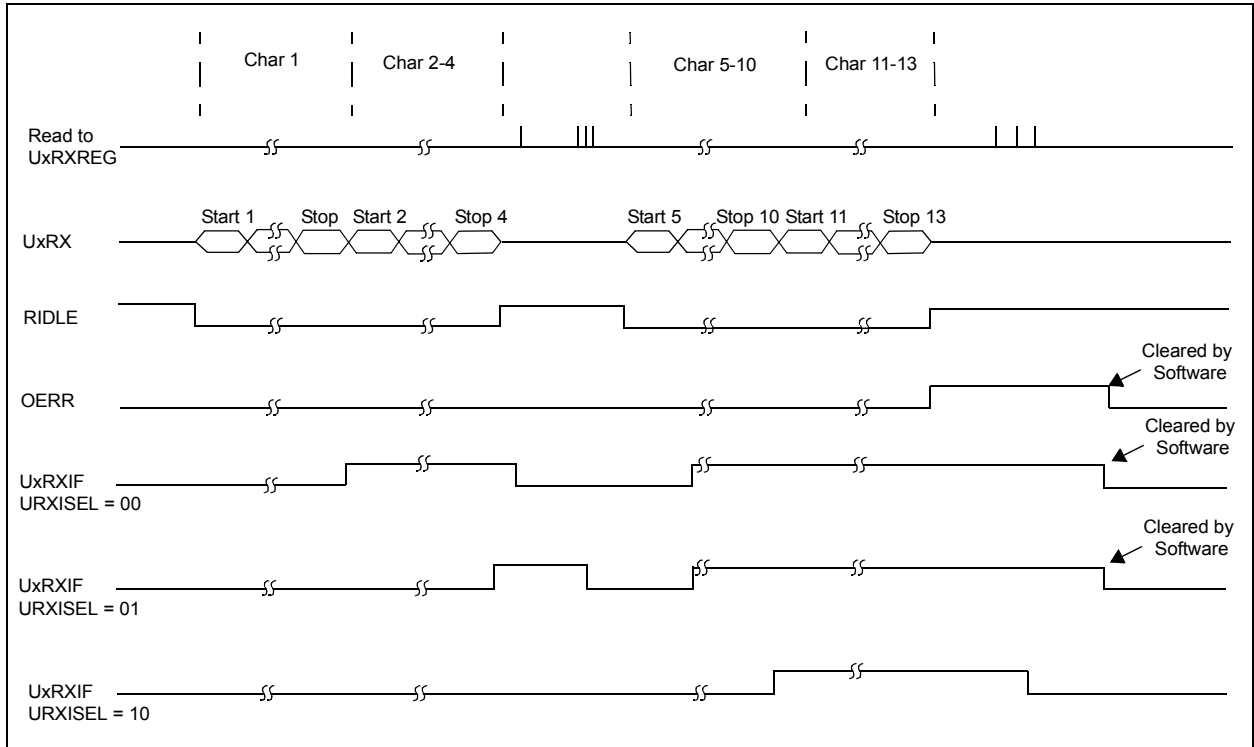 Char 1
Char 2-4
Char 5-10
Char 11-13
Read to
UxRXREG
Start 1
Stop
Start 2
Stop 4
Start 5
Stop 10
Start 11
Stop 13
UxRX
RIDLE
Cleared by
Software
OERR
Cleared by
Software
UxRXIF
URXISEL = 00
Cleared by
Software
UxRXIF
URXISEL = 01
UxRXIF
URXISEL = 10